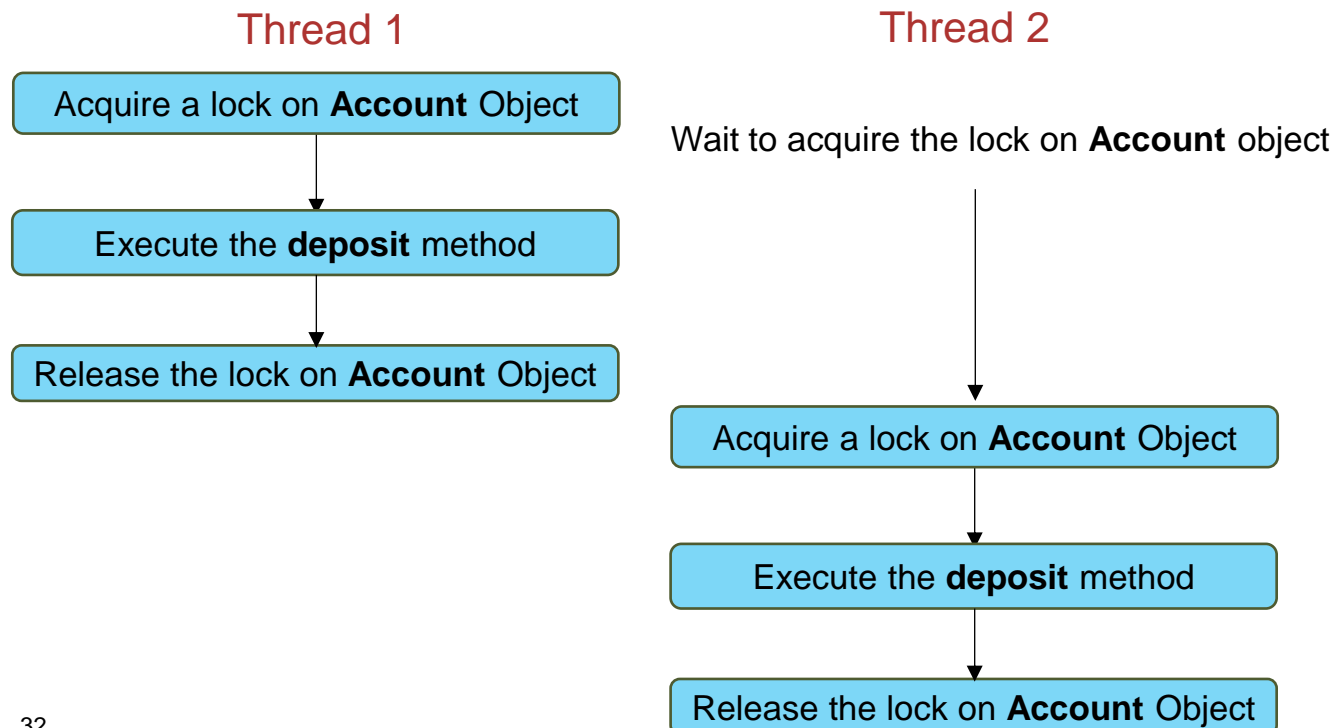 Thread 1
Acquire a lock on Account Object
Execute the deposit method
Release the lock on Account Object
Thread 2
Wait to acquire the lock on Account object
Acquire a lock on Account Object
Execute the deposit method
Release the lock on Account Object
32